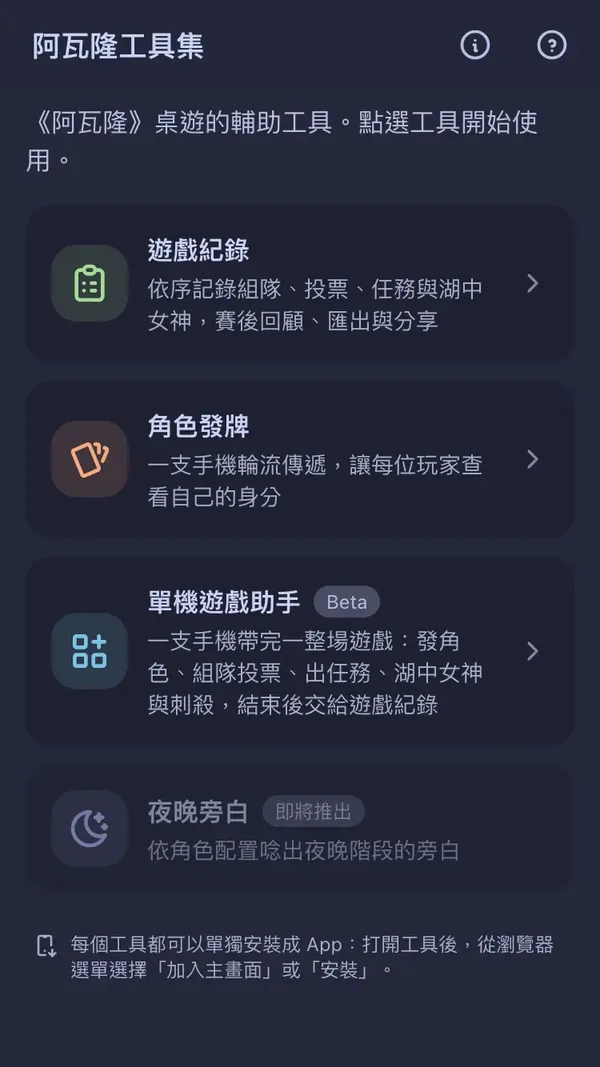 阿瓦隆工具集
《阿瓦隆》桌遊的輔助工具。點選工具開始使
用。
遊戲紀錄
依序記錄組隊、投票、任務與湖中
女神，賽後回顧、匯出與分享
角色發牌
一支手機輪流傳遞，讓每位玩家查
看自己的身分
單機遊戲助手 Beta
一支手機帶完一整場遊戲：發角
色、組隊投票、出任務、湖中女神
與刺殺，結束後交給遊戲紀錄
夜晚旁白 即將推出
依角色配置唸出夜晚階段的旁白
每個工具都可以單獨安裝成 App：打開工具後，從瀏覽器
選單選擇「加入主畫面」或「安裝」。